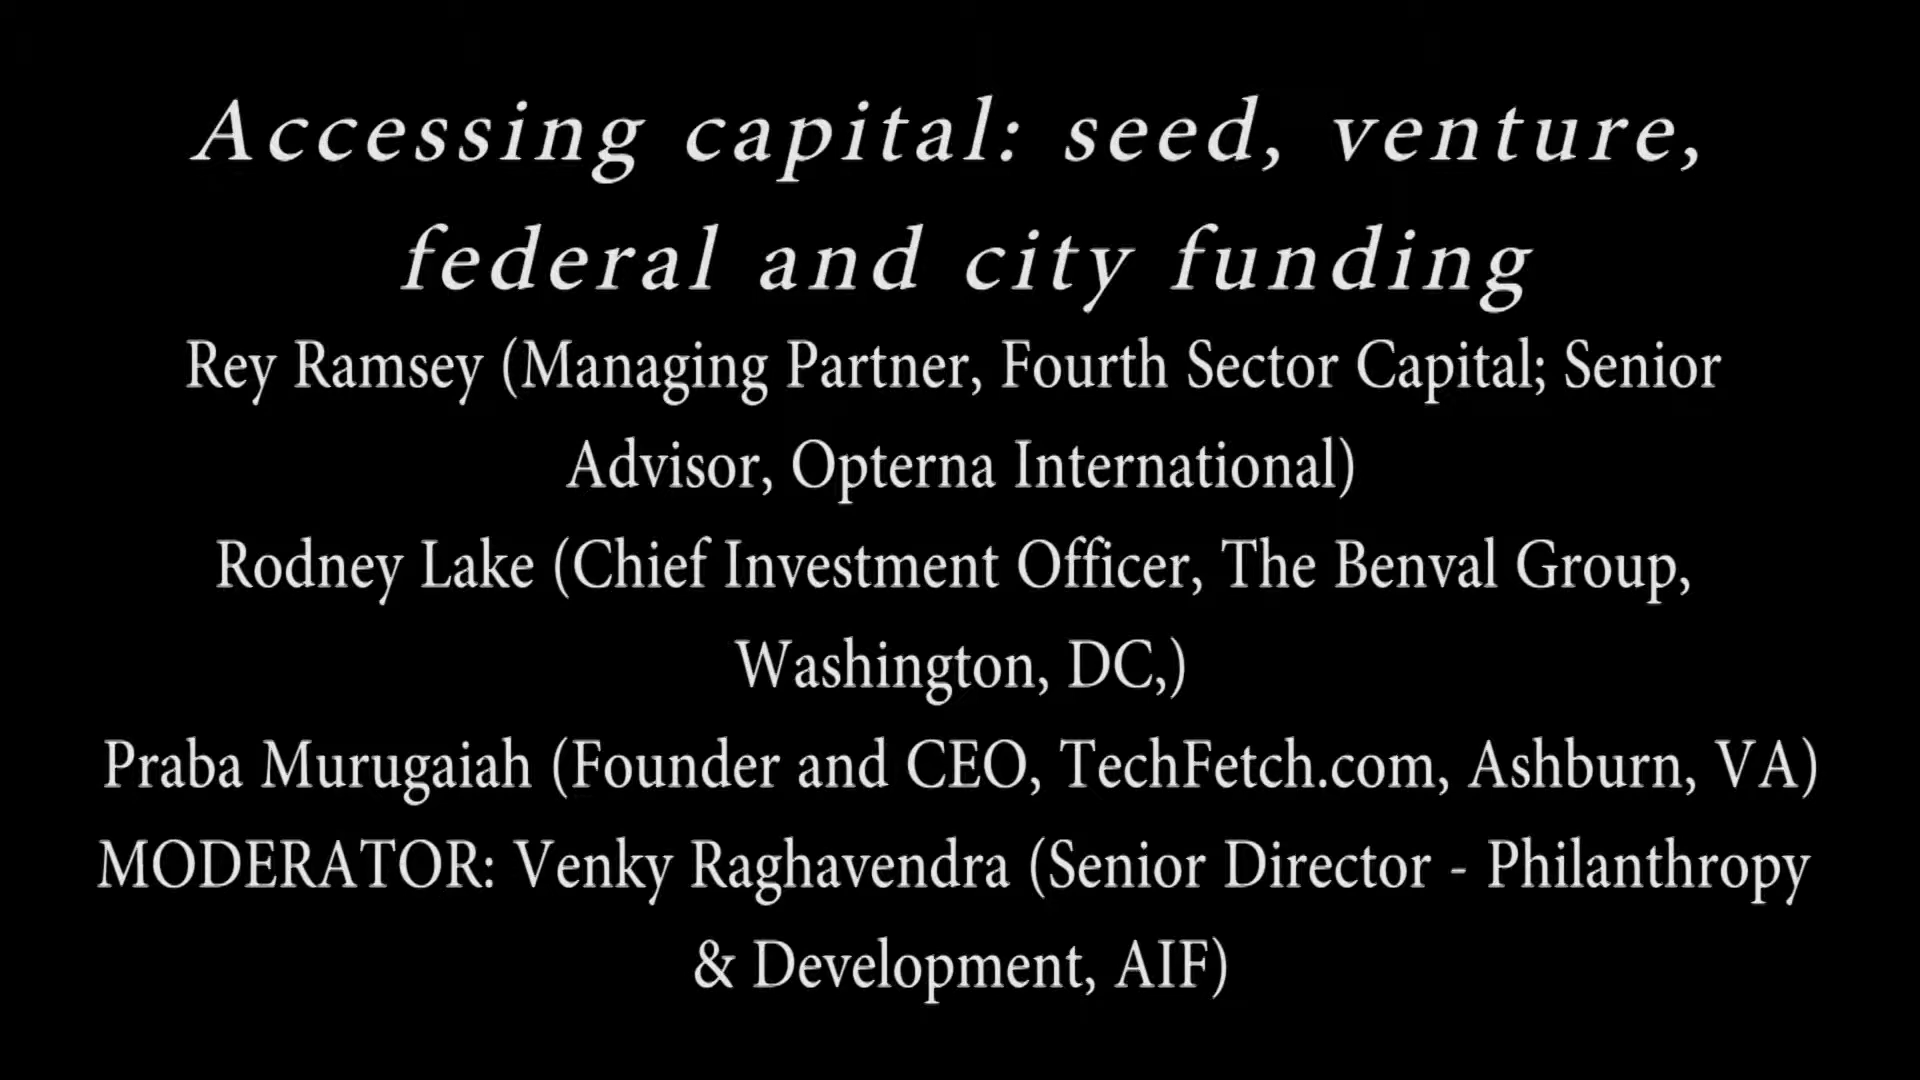 Accessing capital: seed, venture,
federal and city funding
Rey Ramsey (Managing Partner, Fourth Sector Capital; Senior
Advisor, Opterna International)
Rodney Lake (Chief Investment Officer, The Benval Group,
Washington, DC,)
Praba Murugaiah (Founder and CEO, TechFetch.com, Ashburn, VA)
MODERATOR: Venky Raghavendra (Senior Director - Philanthropy
& Development, AIF)